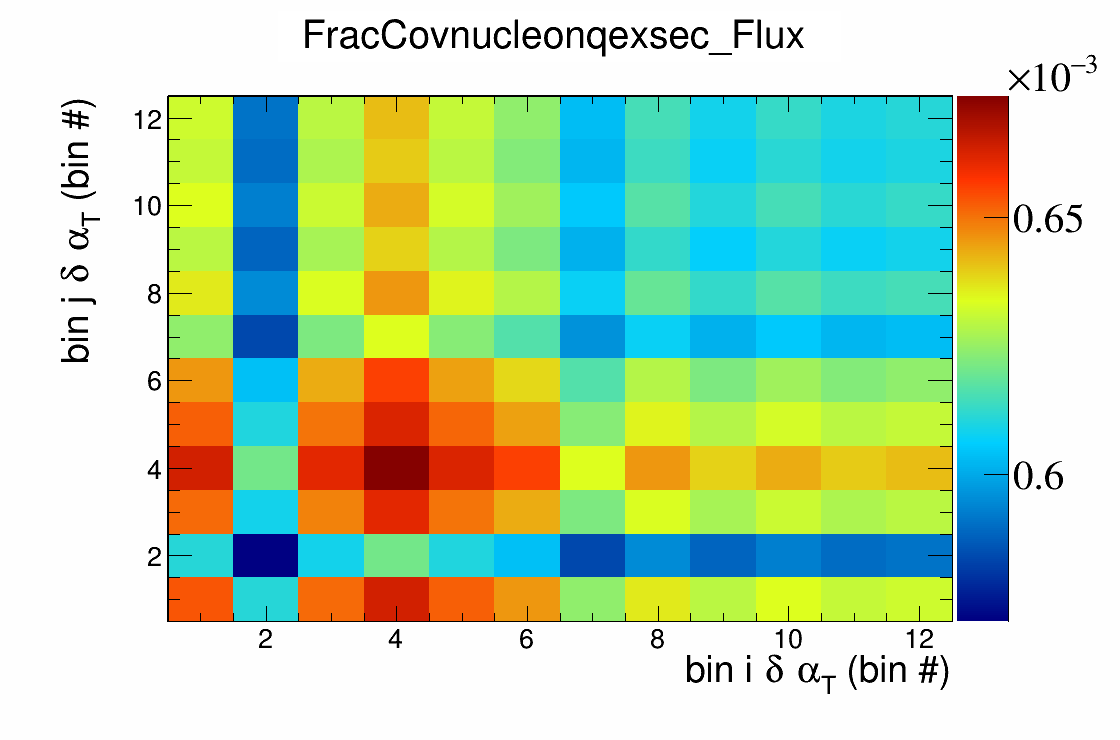 FracCovnucleonqexsec_Flux
×10⁻³
bin j δ α_T (bin #)
12
10
8
6
4
2
0.65
0.6
2 4 6 8 10 12
bin i δ α_T (bin #)